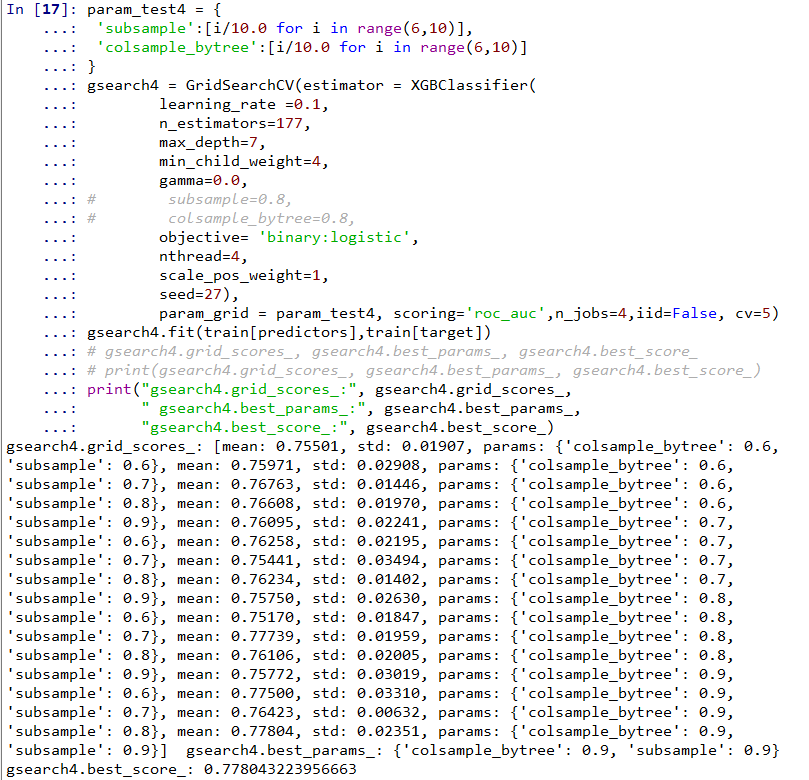 In [17]: param_test4 = {
    ...:  'subsample':[i/10.0 for i in range(6,10)],
    ...:  'colsample_bytree':[i/10.0 for i in range(6,10)]
    ...: }
    ...: gsearch4 = GridSearchCV(estimator = XGBClassifier(
    ...:         learning_rate =0.1,
    ...:         n_estimators=177,
    ...:         max_depth=7,
    ...:         min_child_weight=4,
    ...:         gamma=0.0,
    ...: #        subsample=0.8,
    ...: #        colsample_bytree=0.8,
    ...:         objective= 'binary:logistic',
    ...:         nthread=4,
    ...:         scale_pos_weight=1,
    ...:         seed=27),
    ...:         param_grid = param_test4, scoring='roc_auc',n_jobs=4,iid=False, cv=5)
    ...: gsearch4.fit(train[predictors],train[target])
    ...: # gsearch4.grid_scores_, gsearch4.best_params_, gsearch4.best_score_
    ...: # print(gsearch4.grid_scores_, gsearch4.best_params_, gsearch4.best_score_)
    ...: print("gsearch4.grid_scores_:", gsearch4.grid_scores_,
    ...:       " gsearch4.best_params_:", gsearch4.best_params_,
    ...:       "gsearch4.best_score_:", gsearch4.best_score_)
gsearch4.grid_scores_: [mean: 0.75501, std: 0.01907, params: {'colsample_bytree': 0.6,
'subsample': 0.6}, mean: 0.75971, std: 0.02908, params: {'colsample_bytree': 0.6,
'subsample': 0.7}, mean: 0.76763, std: 0.01446, params: {'colsample_bytree': 0.6,
'subsample': 0.8}, mean: 0.76608, std: 0.01970, params: {'colsample_bytree': 0.6,
'subsample': 0.9}, mean: 0.76095, std: 0.02241, params: {'colsample_bytree': 0.7,
'subsample': 0.6}, mean: 0.76258, std: 0.02195, params: {'colsample_bytree': 0.7,
'subsample': 0.7}, mean: 0.75441, std: 0.03494, params: {'colsample_bytree': 0.7,
'subsample': 0.8}, mean: 0.76234, std: 0.01402, params: {'colsample_bytree': 0.7,
'subsample': 0.9}, mean: 0.75750, std: 0.02630, params: {'colsample_bytree': 0.8,
'subsample': 0.6}, mean: 0.75170, std: 0.01847, params: {'colsample_bytree': 0.8,
'subsample': 0.7}, mean: 0.77739, std: 0.01959, params: {'colsample_bytree': 0.8,
'subsample': 0.8}, mean: 0.76106, std: 0.02005, params: {'colsample_bytree': 0.8,
'subsample': 0.9}, mean: 0.75772, std: 0.03019, params: {'colsample_bytree': 0.9,
'subsample': 0.6}, mean: 0.77500, std: 0.03310, params: {'colsample_bytree': 0.9,
'subsample': 0.7}, mean: 0.76423, std: 0.00632, params: {'colsample_bytree': 0.9,
'subsample': 0.8}, mean: 0.77804, std: 0.02351, params: {'colsample_bytree': 0.9,
'subsample': 0.9}]  gsearch4.best_params_: {'colsample_bytree': 0.9, 'subsample': 0.9}
gsearch4.best_score_: 0.778043223956663